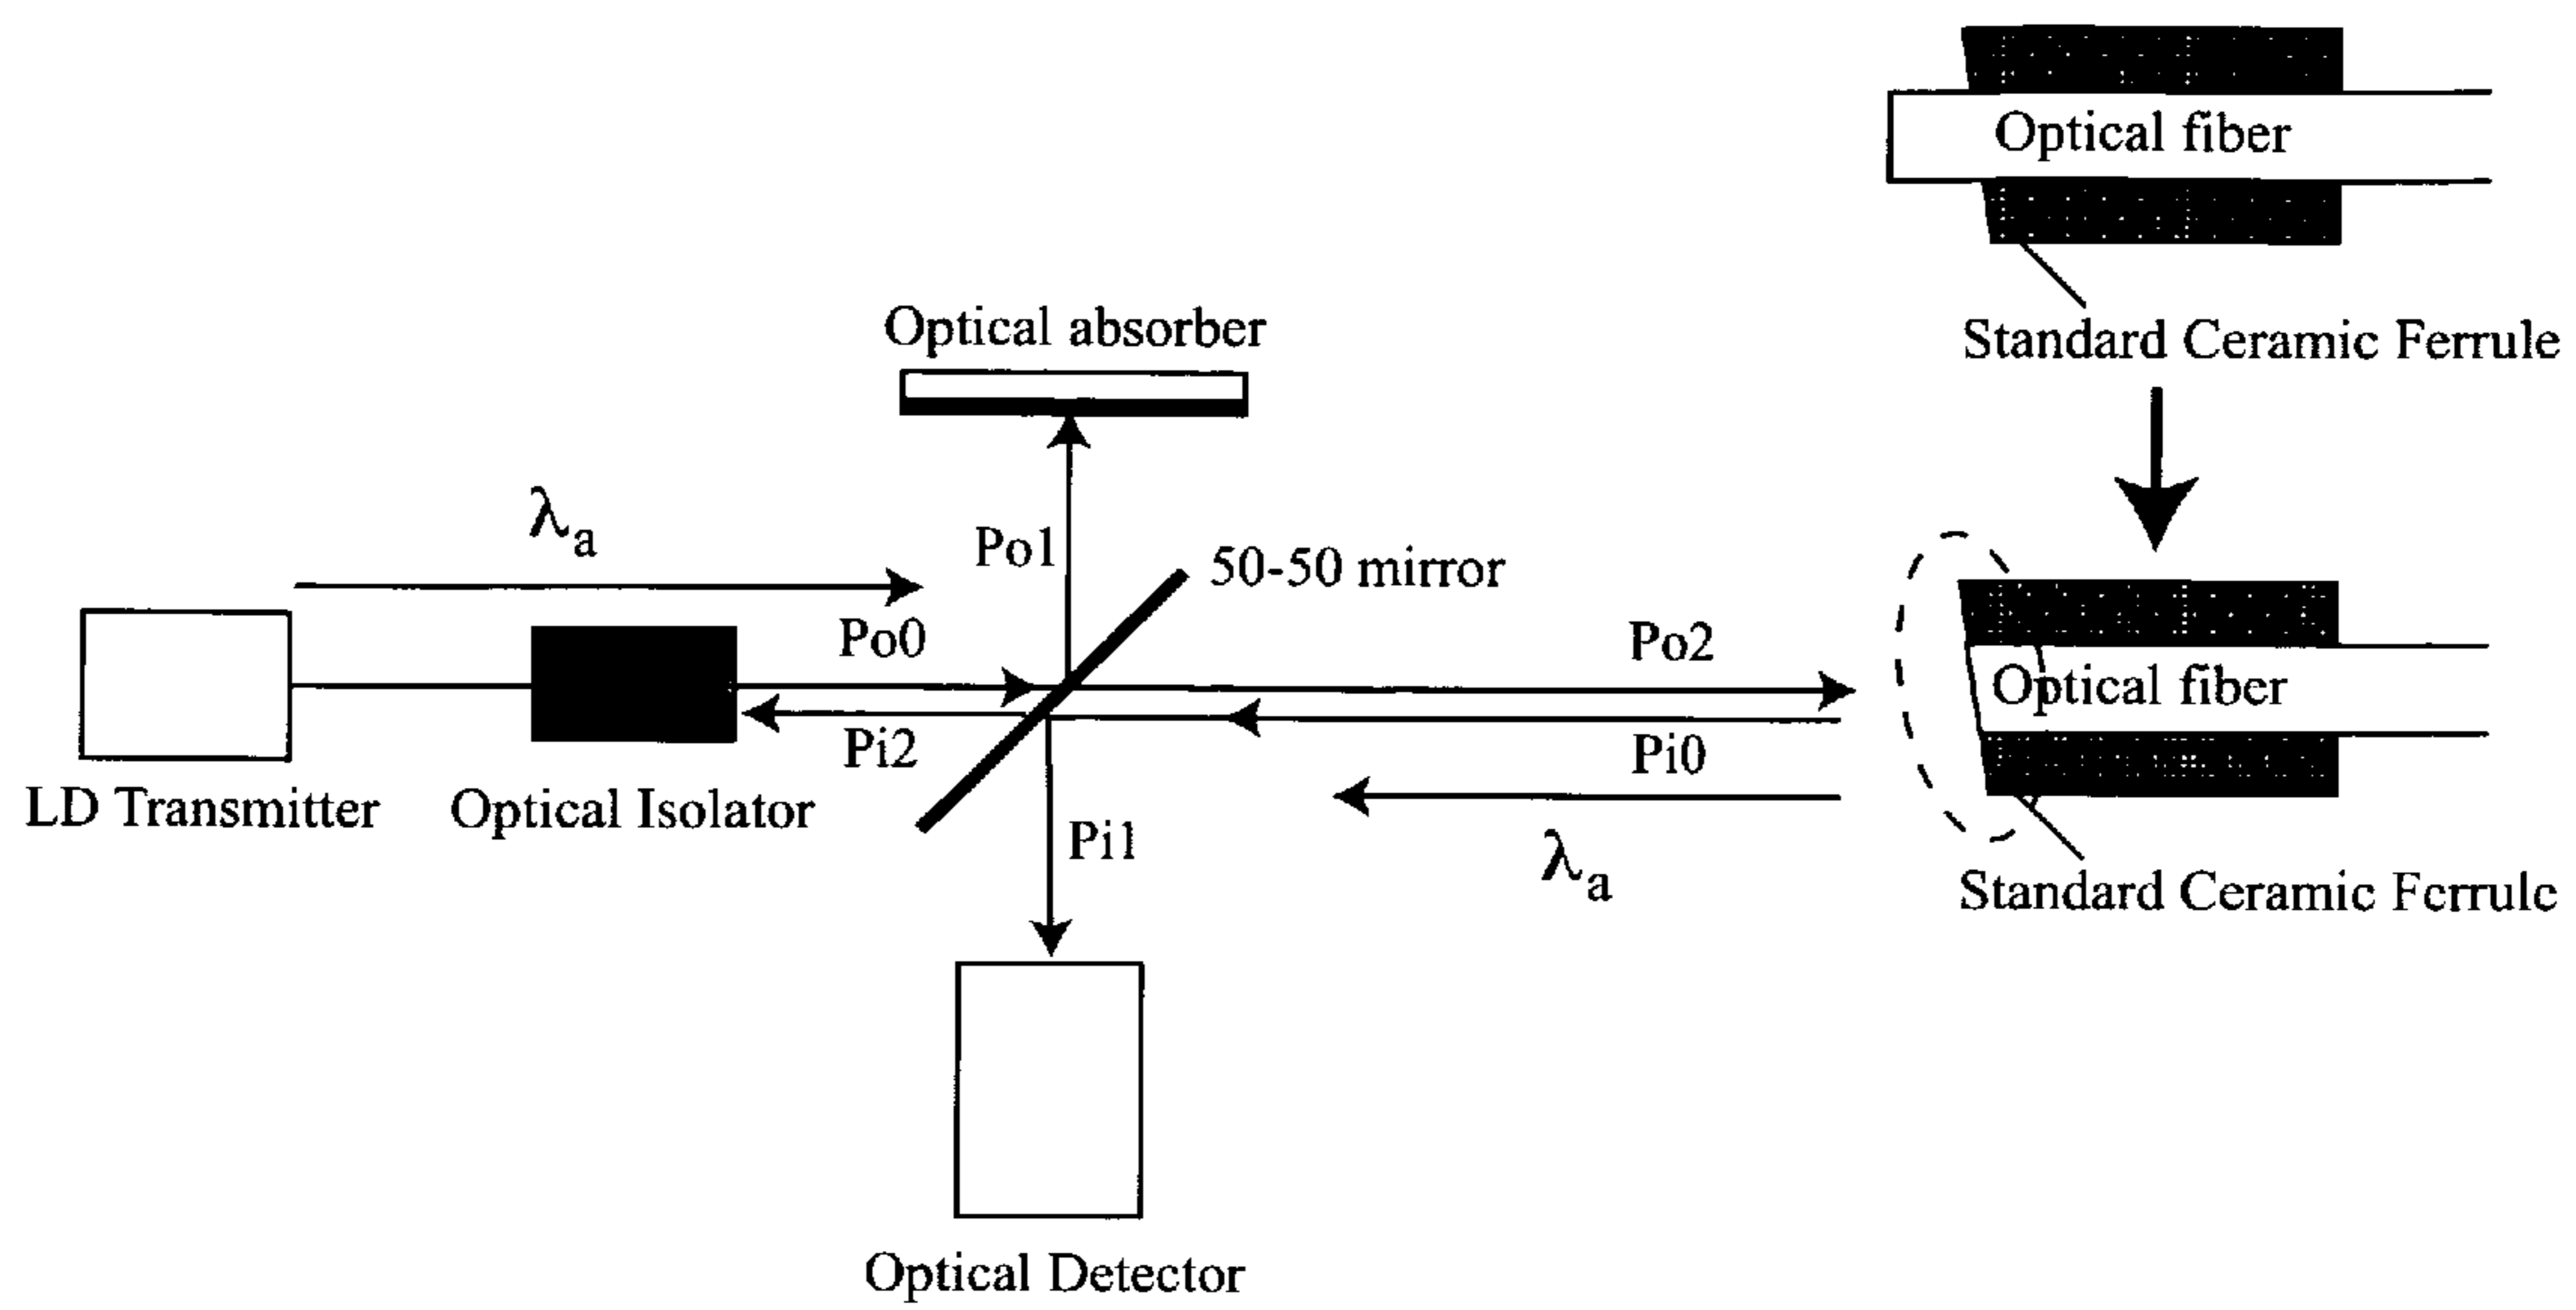 Optical fiber
Standard Ceramic Ferrule
Optical absorber
λa
Po1
50-50 mirror
Po0
Po2
Optical fiber
Pi2
Pi0
LD Transmitter
Optical Isolator
Pi1
λa
Standard Ceramic Ferrule
Optical Detector